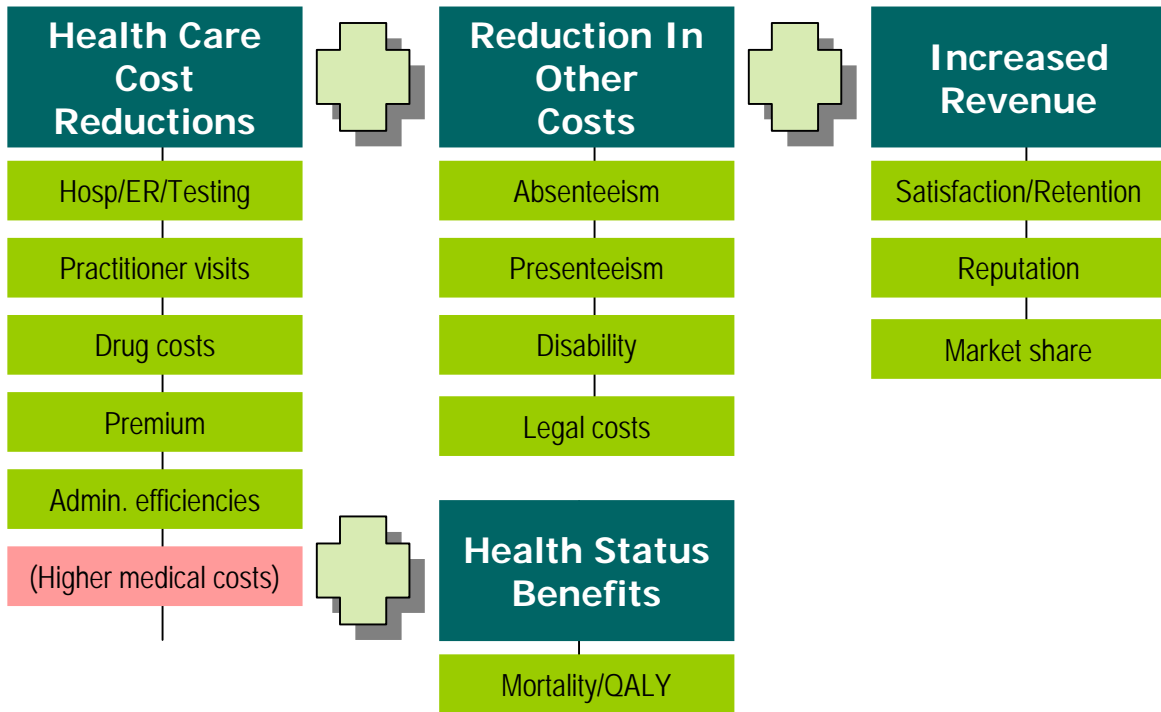 Health Care
Cost
Reductions
Hosp/ER/Testing
Practitioner visits
Drug costs
Premium
Admin. efficiencies
(Higher medical costs)
Reduction In
Other
Costs
Absenteeism
Presenteeism
Disability
Legal costs
Health Status
Benefits
Mortality/QALY
Increased
Revenue
Satisfaction/Retention
Reputation
Market share